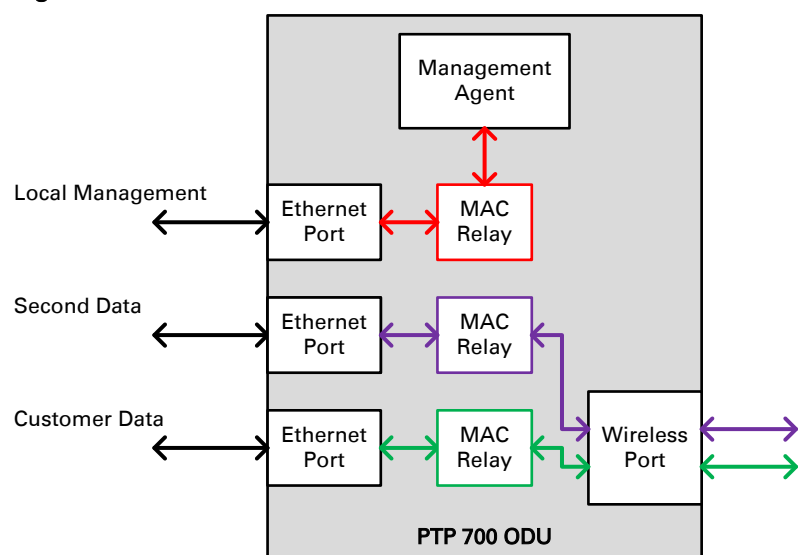 Management
Agent
Local Management
Ethernet
Port
MAC
Relay
Second Data
Ethernet
Port
MAC
Relay
Customer Data
Ethernet
Port
MAC
Relay
Wireless
Port
PTP 700 ODU